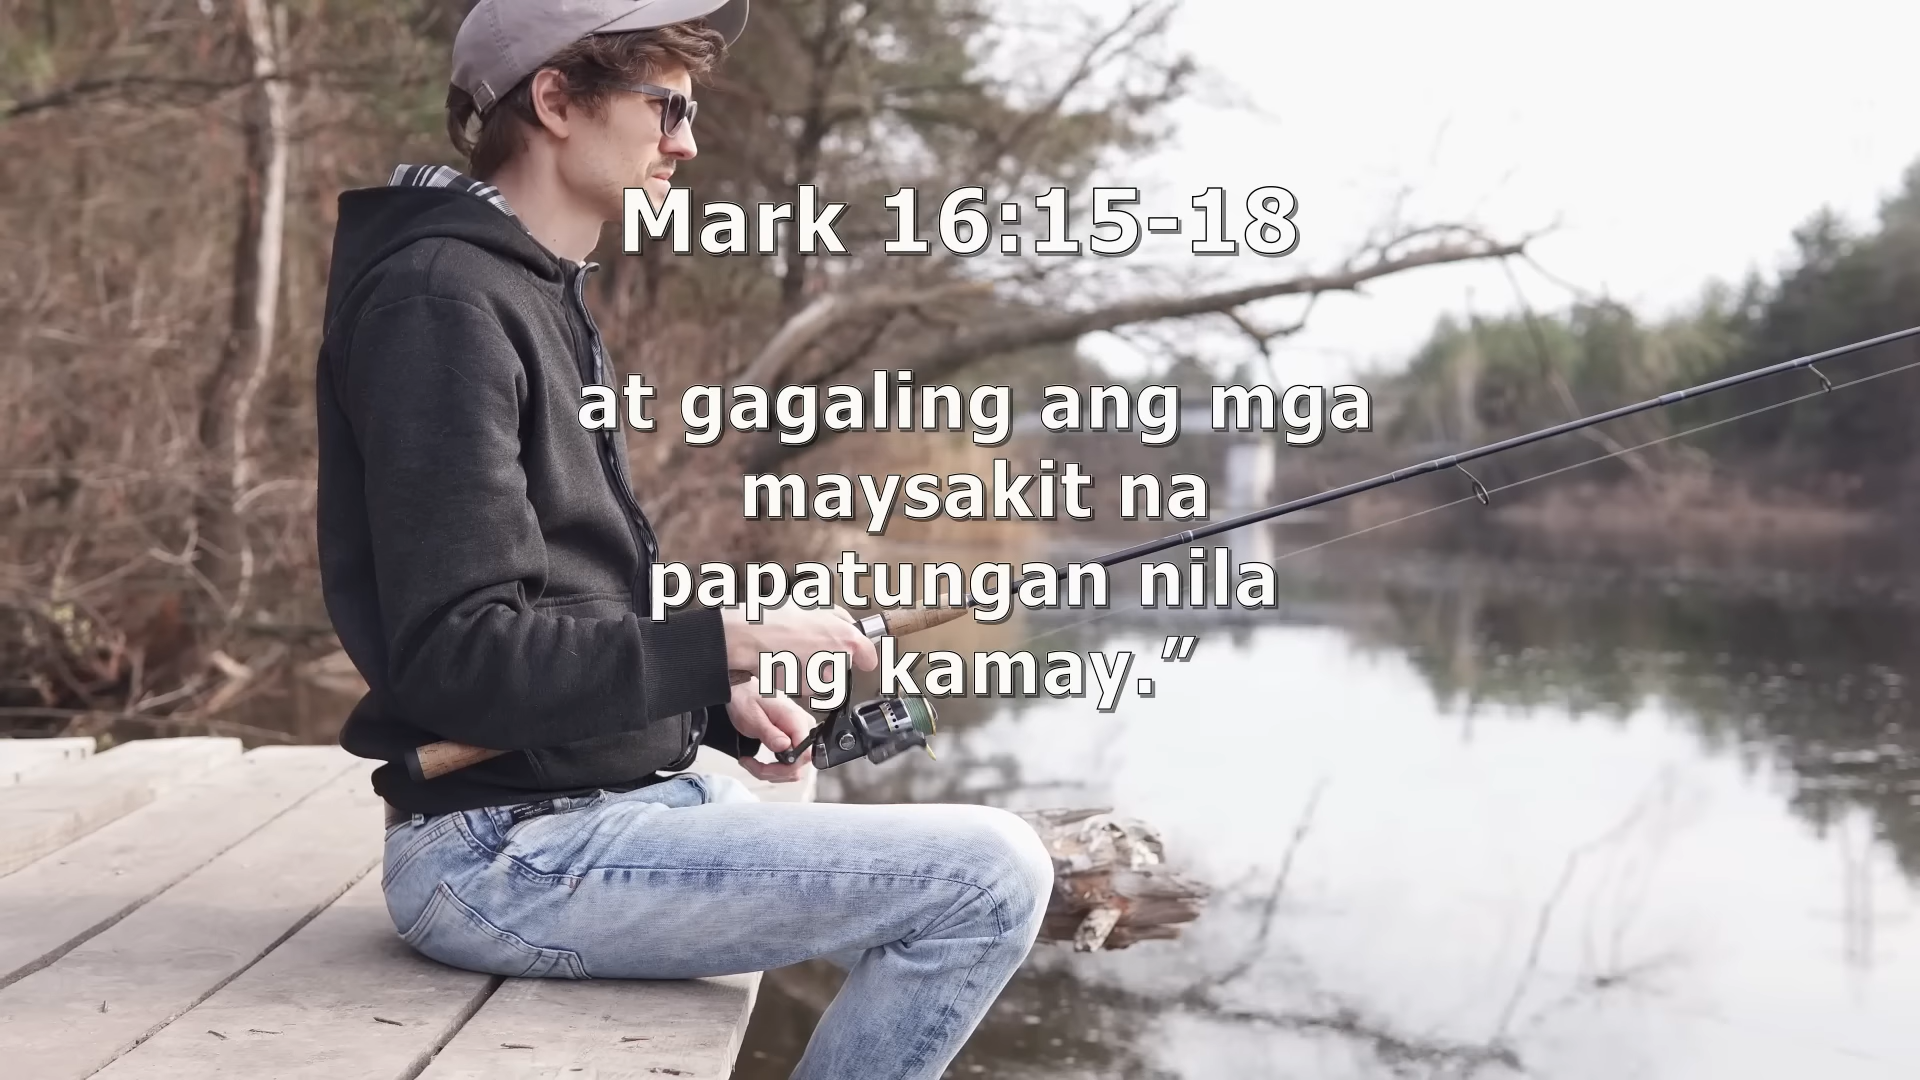 Mark 16:15-18
at gagaling ang mga
maysakit na
papatungan nila
ng kamay.”